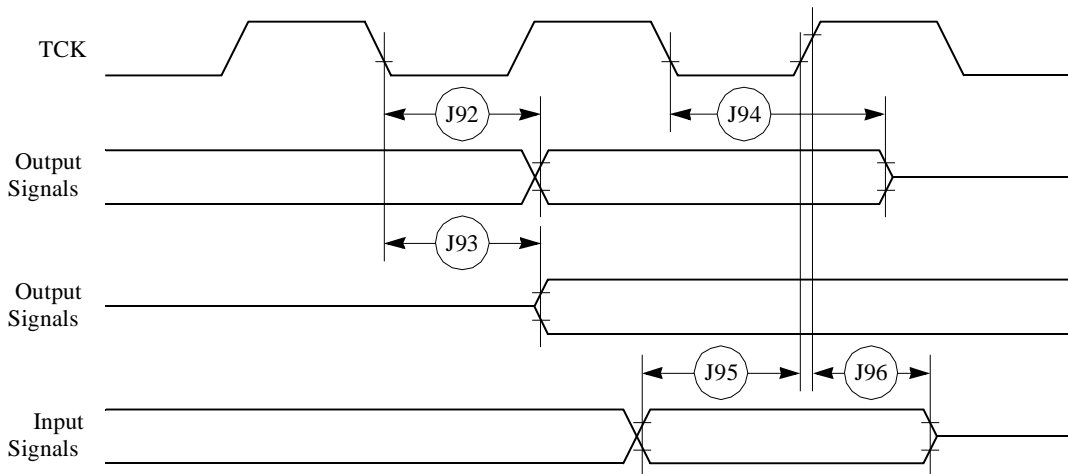 TCK
J92
J94
Output
Signals
J93
Output
Signals
J95
J96
Input
Signals